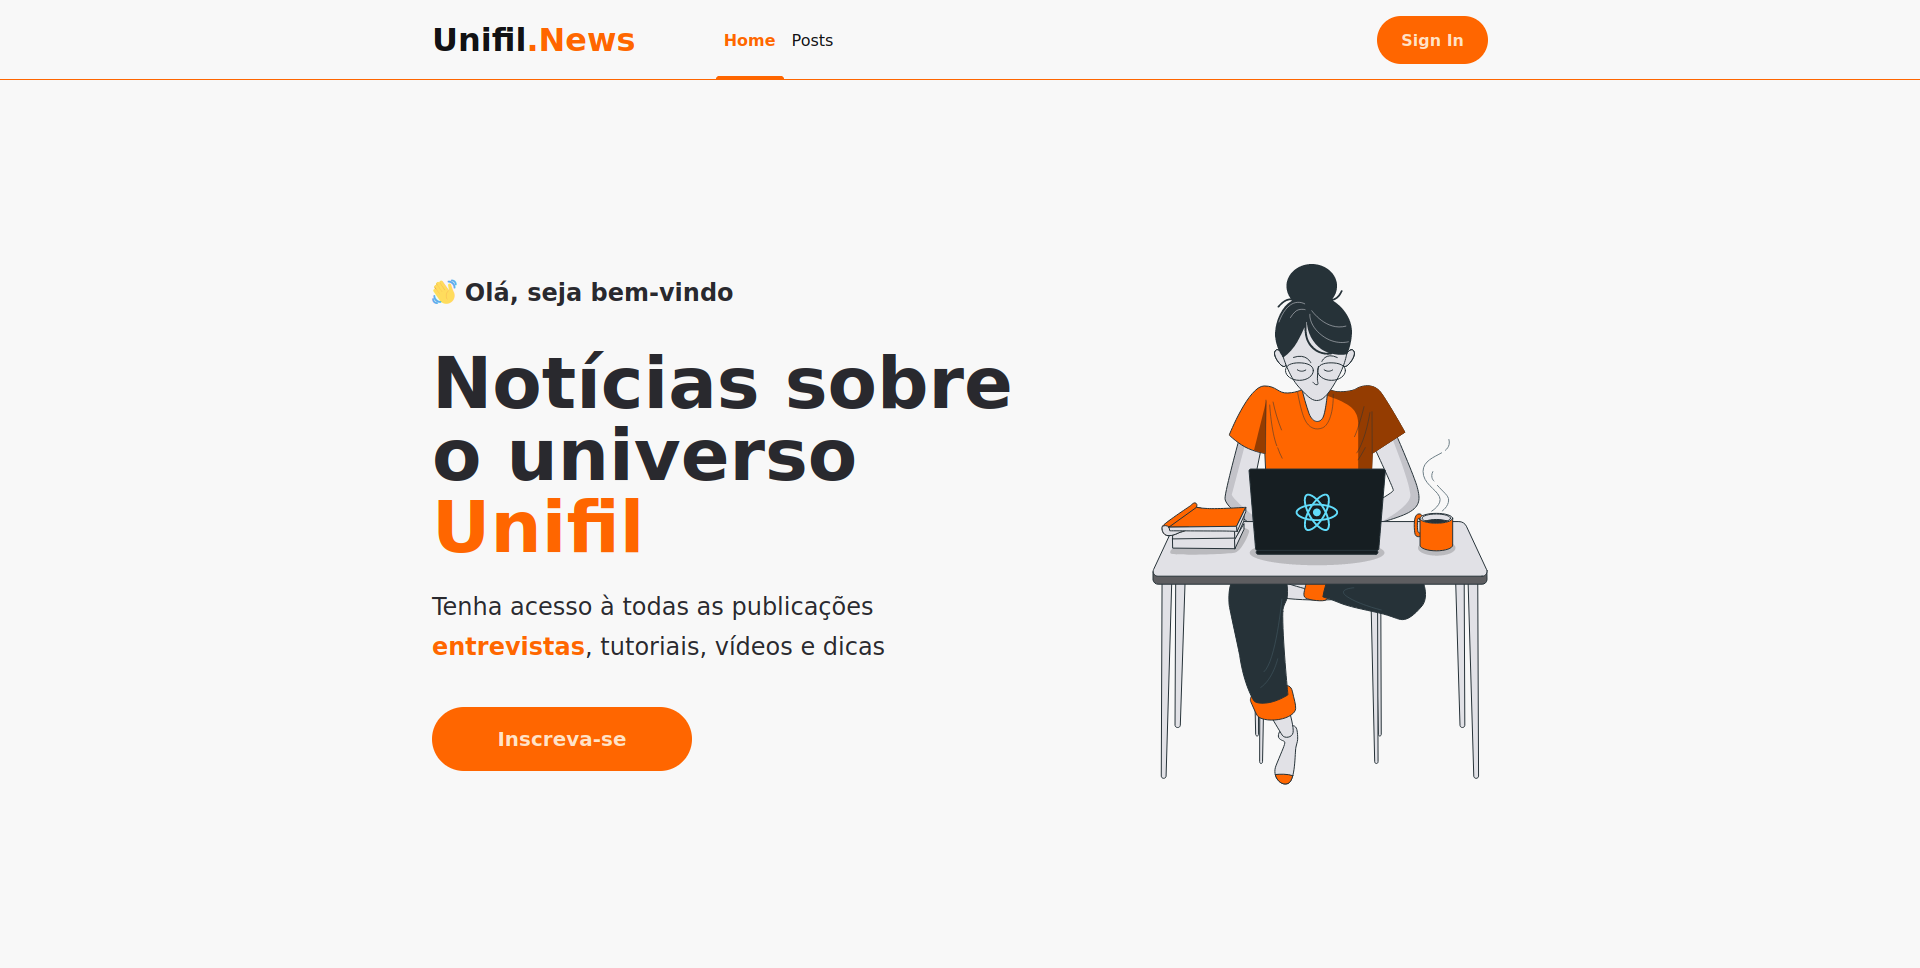 Unifil.News
Home
Posts
Sign In
👋 Olá, seja bem-vindo
Notícias sobre
o universo
Unifil
Tenha acesso à todas as publicações
entrevistas, tutoriais, vídeos e dicas
Inscreva-se